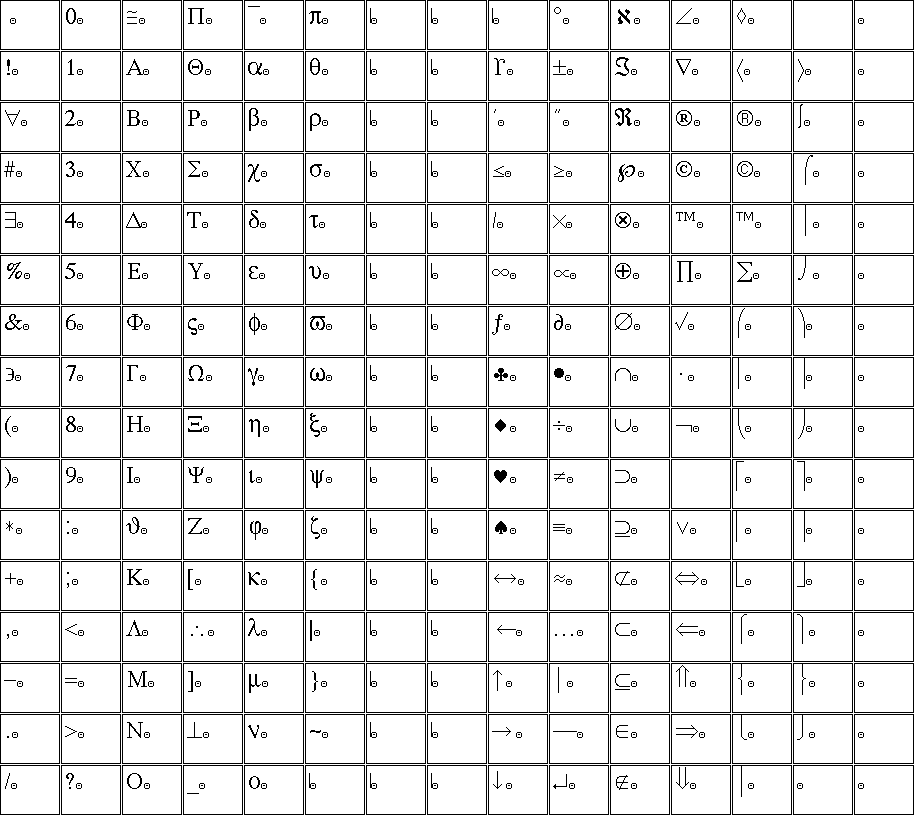 0 ≅ Π ‾ π ° ℵ ∠ ◊
! 1 Α Θ α θ ϒ ± ℑ ∇ 〈 〉
∀ 2 Β Ρ β ρ ′ ″ ℜ ® ® ∫
# 3 Χ Σ χ σ ≤ ≥ ℘ © © ⌠
∃ 4 Δ Τ δ τ ⁄ × ⊗ ™ ™ ⎮
% 5 Ε Υ ε υ ∞ ∝ ⊕ ∏ ∑ ⌡
& 6 Φ ς ϕ ϖ ƒ ∂ ∅ √ ⎛ ⎞
∍ 7 Γ Ω γ ω ♣ • ∩ ⋅ ⎜ ⎟
( 8 Η Ξ η ξ ♦ ÷ ∪ ¬ ⎝ ⎠
) 9 Ι Ψ ι ψ ♥ ≠ ⊃ ⎡ ⎤
* : ϑ Ζ φ ζ ♠ ≡ ⊇ ∨ ⎢ ⎥
+ ; Κ [ κ { ↔ ≈ ⊄ ⇔ ⎣ ⎦
, < Λ ∴ λ | ← … ⊂ ⇐ ⎧ ⎫
− = Μ ] μ } ↑ | ⊆ ⇑ ⎨ ⎬
. > Ν ⊥ ν ~ → — ∈ ⇒ ⎩ ⎭
/ ? Ο _ ο ↓ ↵ ∉ ⇓ ⎪